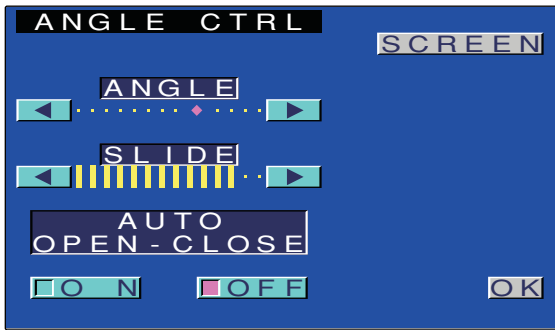 ANGLE CTRL
SCREEN
ANGLE
SLIDE
AUTO
OPEN-CLOSE
ON
OFF
OK